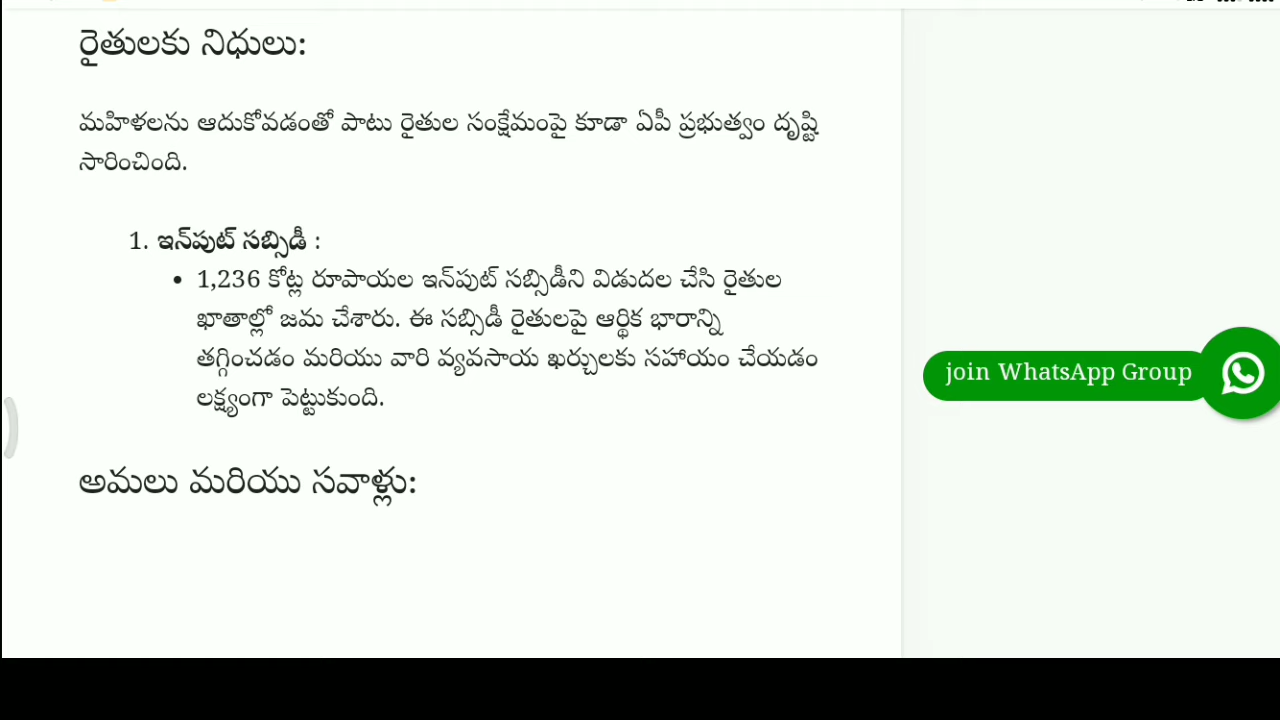 రైతులకు నిధులు:
మహిళలను ఆదుకోవడంతో పాటు రైతుల సంక్షేమంపై కూడా ఏపీ ప్రభుత్వం దృష్టి
సారించింది.
1. ఇన్‌పుట్ సబ్సిడీ :
• 1,236 కోట్ల రూపాయల ఇన్‌పుట్ సబ్సిడీని విడుదల చేసి రైతుల
ఖాతాల్లో జమ చేశారు. ఈ సబ్సిడీ రైతులపై ఆర్థిక భారాన్ని
తగ్గించడం మరియు వారి వ్యవసాయ ఖర్చులకు సహాయం చేయడం
లక్ష్యంగా పెట్టుకుంది.
join WhatsApp Group
అమలు మరియు సవాళ్లు: